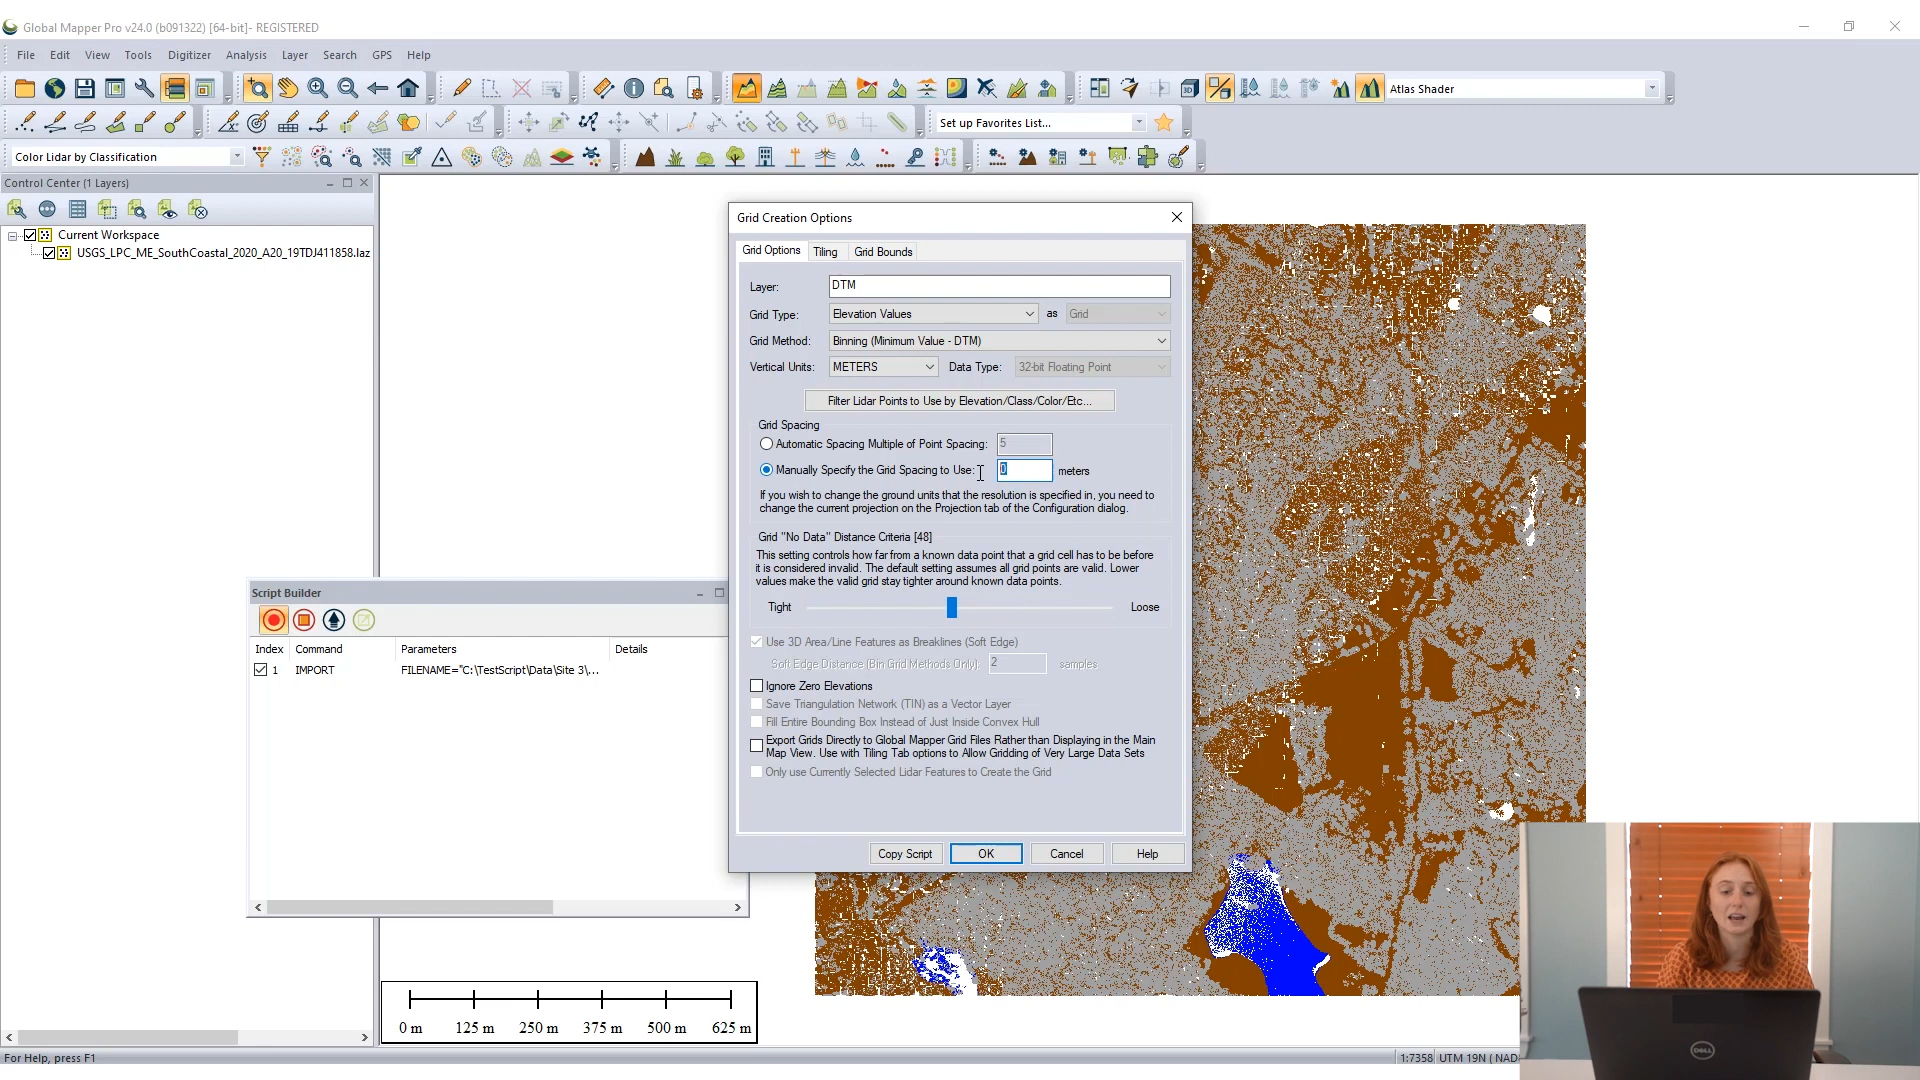 Global Mapper Pro v24.0 (b091322) [64-bit]- REGISTERED
File Edit View Tools Digitizer Analysis Layer Search GPS Help
Atlas Shader
Set up Favorites List...
Color Lidar by Classification
Control Center (1 Layers)
Current Workspace
USGS_LPC_ME_SouthCoastal_2020_A20_19TDJ411858.laz
Grid Creation Options
Grid Options Tiling Grid Bounds
Layer: DTM
Grid Type: Elevation Values as Grid
Grid Method: Binning (Minimum Value - DTM)
Vertical Units: METERS Data Type: 32-bit Floating Point
Filter Lidar Points to Use by Elevation/Class/Color/Etc...
Grid Spacing
Automatic Spacing Multiple of Point Spacing: 5
Manually Specify the Grid Spacing to Use: 0 meters
If you wish to change the ground units that the resolution is specified in, you need to
change the current projection on the Projection tab of the Configuration dialog.
Grid "No Data" Distance Criteria [48]
This setting controls how far from a known data point that a grid cell has to be before
it is considered invalid. The default setting assumes all grid points are valid. Lower
values make the valid grid stay tighter around known data points.
Tight Loose
Use 3D Area/Line Features as Breaklines (Soft Edge)
Soft Edge Distance (Bin Grid Methods Only): 2 samples
Ignore Zero Elevations
Save Triangulation Network (TIN) as a Vector Layer
Fill Entire Bounding Box Instead of Just Inside Convex Hull
Export Grids Directly to Global Mapper Grid Files Rather than Displaying in the Main
Map View. Use with Tiling Tab options to Allow Gridding of Very Large Data Sets
Only use Currently Selected Lidar Features to Create the Grid
Copy Script OK Cancel Help
Script Builder
Index Command Parameters Details
1 IMPORT FILENAME="C:\TestScript\Data\Site 3\...
0 m 125 m 250 m 375 m 500 m 625 m
DELL
For Help, press F1
1:7358 UTM 19N ( NAD